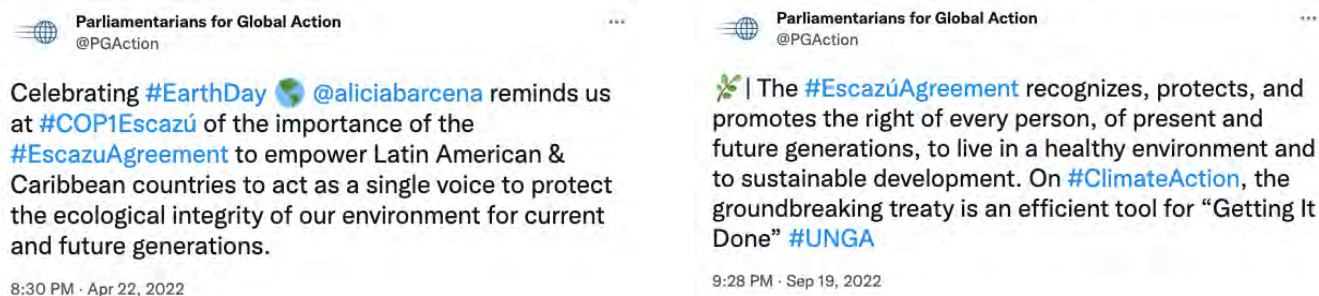 Parliamentarians for Global Action
@PGAction
Celebrating #EarthDay 🌎 @aliciabarcena reminds us
at #COP1Escazú of the importance of the
#EscazuAgreement to empower Latin American &
Caribbean countries to act as a single voice to protect
the ecological integrity of our environment for current
and future generations.
8:30 PM · Apr 22, 2022
Parliamentarians for Global Action
@PGAction
🌿 | The #EscazúAgreement recognizes, protects, and
promotes the right of every person, of present and
future generations, to live in a healthy environment and
to sustainable development. On #ClimateAction, the
groundbreaking treaty is an efficient tool for “Getting It
Done” #UNGA
9:28 PM · Sep 19, 2022